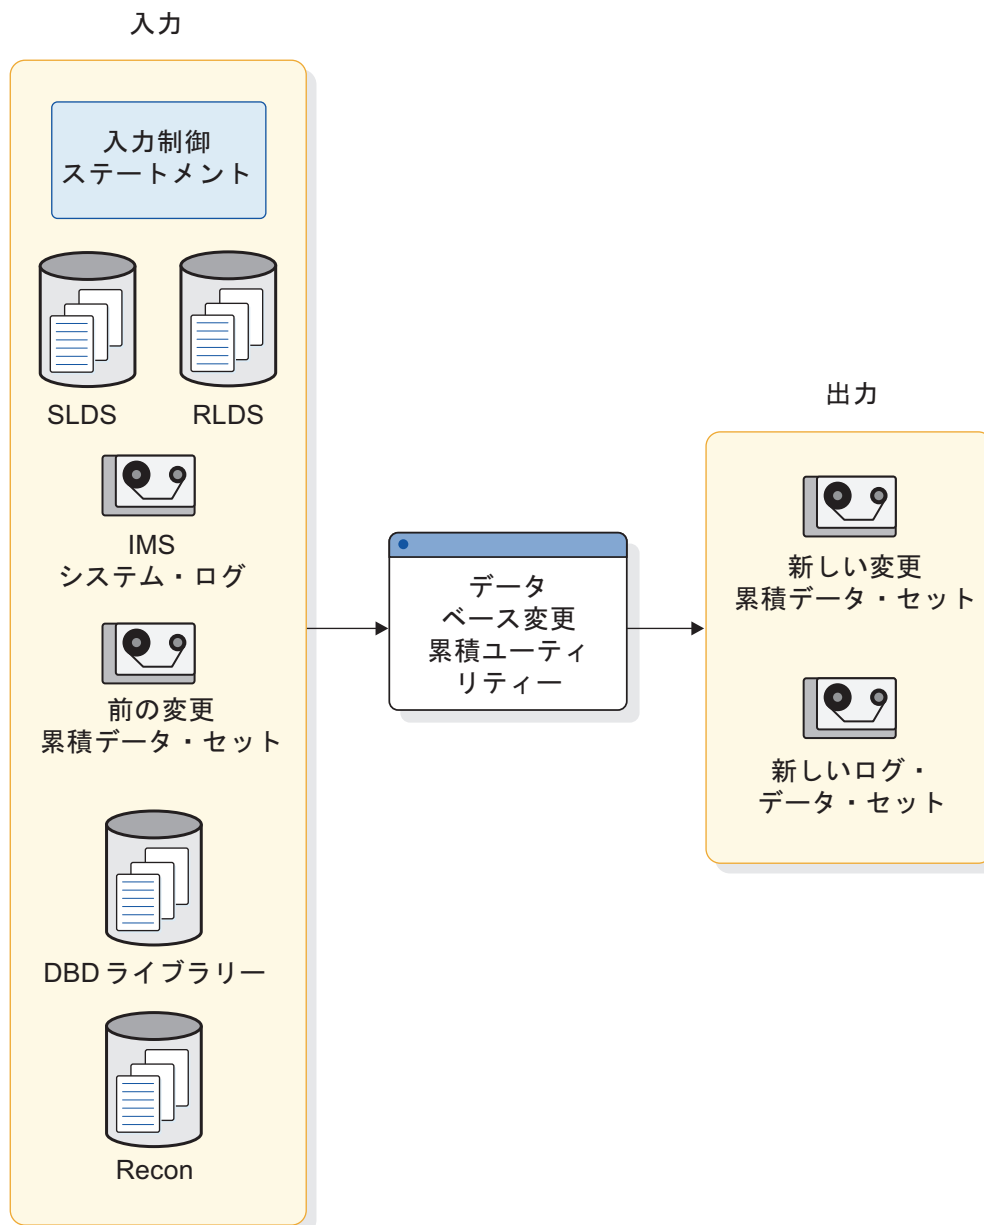 入力
入力制御
ステートメント
SLDS
RLDS
IMS
システム・ログ
前の変更
累積データ・セット
DBD ライブラリー
Recon
データ
ベース変更
累積ユーティ
リティー
出力
新しい変更
累積データ・セット
新しいログ・
データ・セット